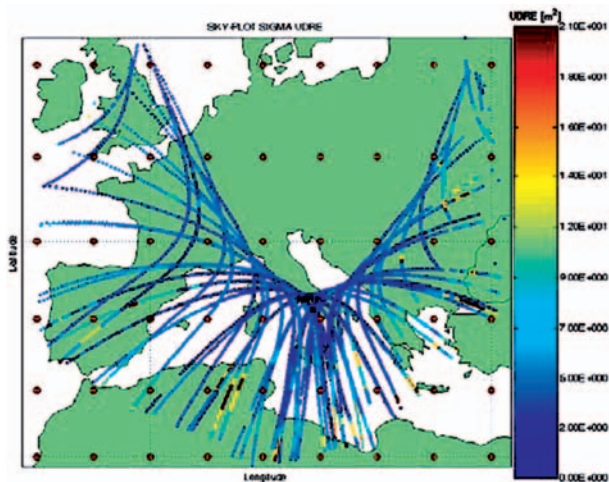 SKY-PLOT SIGMA UDRE
UDRE [m²]
2.10E+001
1.80E+001
1.60E+001
1.40E+001
1.20E+001
9.00E+000
7.00E+000
5.00E+000
2.00E+000
0.00E+000
Latitude
Longitude